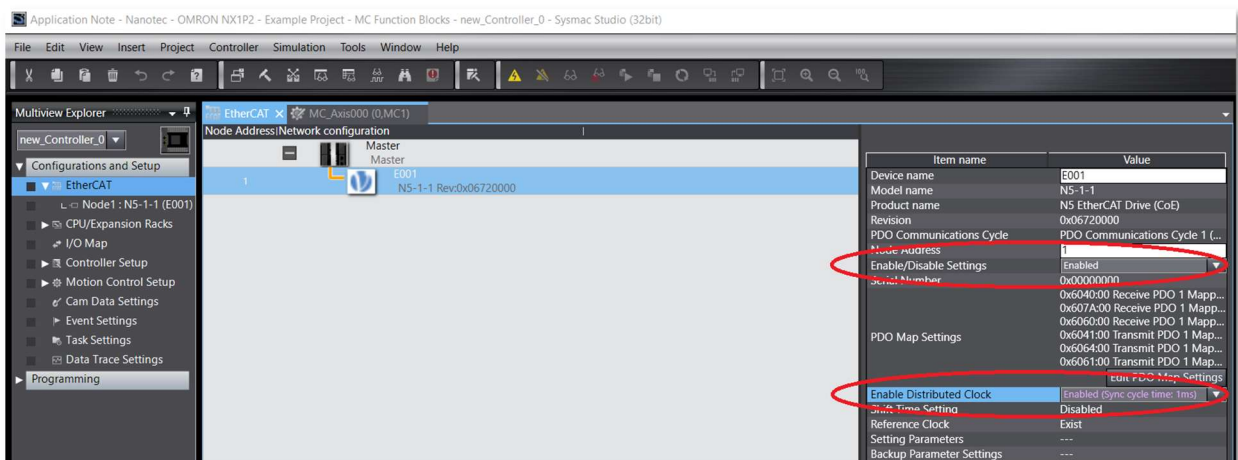 Application Note - Nanotec - OMRON NX1P2 - Example Project - MC Function Blocks - new_Controller_0 - Sysmac Studio (32bit)
File Edit View Insert Project Controller Simulation Tools Window Help
Multiview Explorer
new_Controller_0
Configurations and Setup
EtherCAT
Node1 : N5-1-1 (E001)
CPU/Expansion Racks
I/O Map
Controller Setup
Motion Control Setup
Cam Data Settings
Event Settings
Task Settings
Data Trace Settings
Programming
EtherCAT MC_Axis000 (0,MC1)
Node Address Network configuration
Master
Master
1 E001
N5-1-1 Rev:0x06720000
Item name Value
Device name E001
Model name N5-1-1
Product name N5 EtherCAT Drive (CoE)
Revision 0x06720000
PDO Communications Cycle PDO Communications Cycle 1 (...
Node Address 1
Enable/Disable Settings Enabled
Serial Number 0x00000000
PDO Map Settings
0x6040:00 Receive PDO 1 Mapp...
0x607A:00 Receive PDO 1 Mapp...
0x6060:00 Receive PDO 1 Mapp...
0x6041:00 Transmit PDO 1 Map...
0x6064:00 Transmit PDO 1 Map...
0x6061:00 Transmit PDO 1 Map...
Edit PDO Map Settings
Enable Distributed Clock Enabled (Sync cycle time: 1ms)
Shift Time Setting Disabled
Reference Clock Exist
Setting Parameters ---
Backup Parameter Settings ---